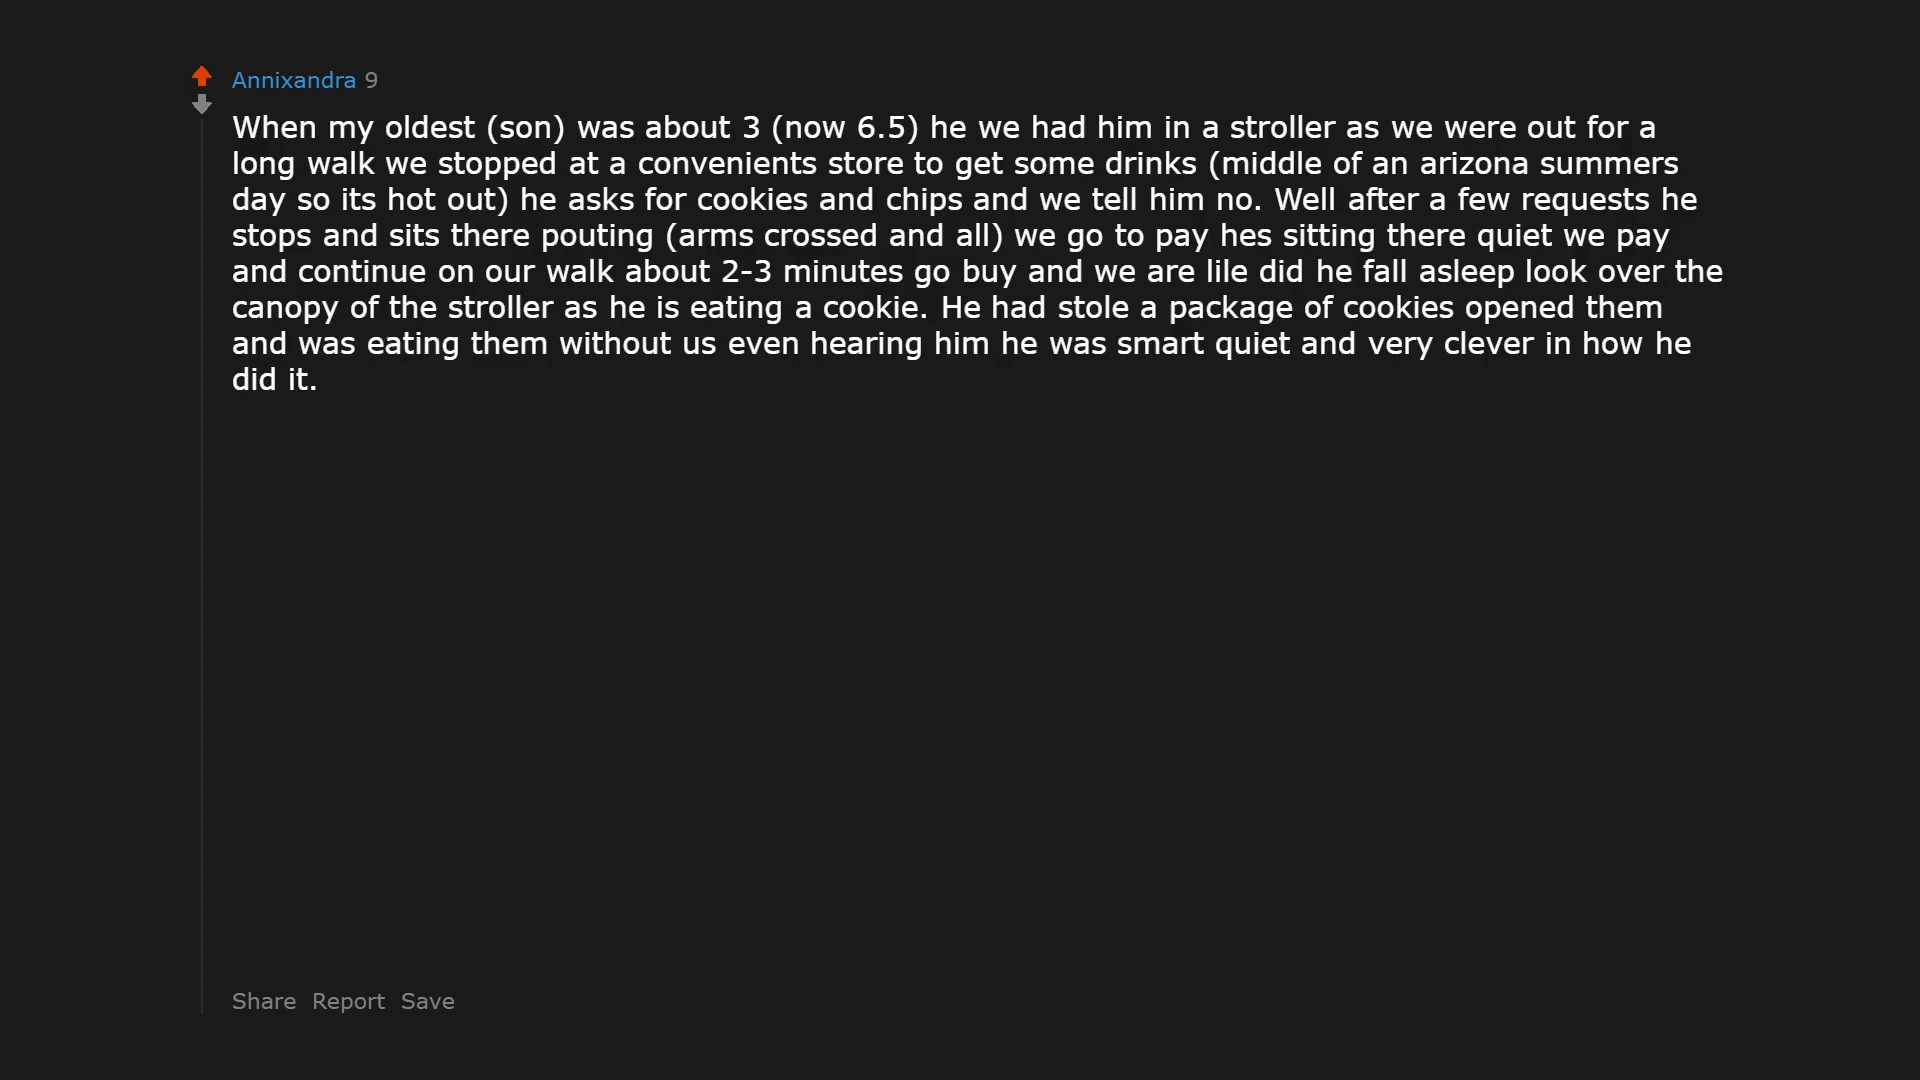 Annixandra 9
When my oldest (son) was about 3 (now 6.5) he we had him in a stroller as we were out for a
long walk we stopped at a convenients store to get some drinks (middle of an arizona summers
day so its hot out) he asks for cookies and chips and we tell him no. Well after a few requests he
stops and sits there pouting (arms crossed and all) we go to pay hes sitting there quiet we pay
and continue on our walk about 2-3 minutes go buy and we are lile did he fall asleep look over the
canopy of the stroller as he is eating a cookie. He had stole a package of cookies opened them
and was eating them without us even hearing him he was smart quiet and very clever in how he
did it.
Share Report Save